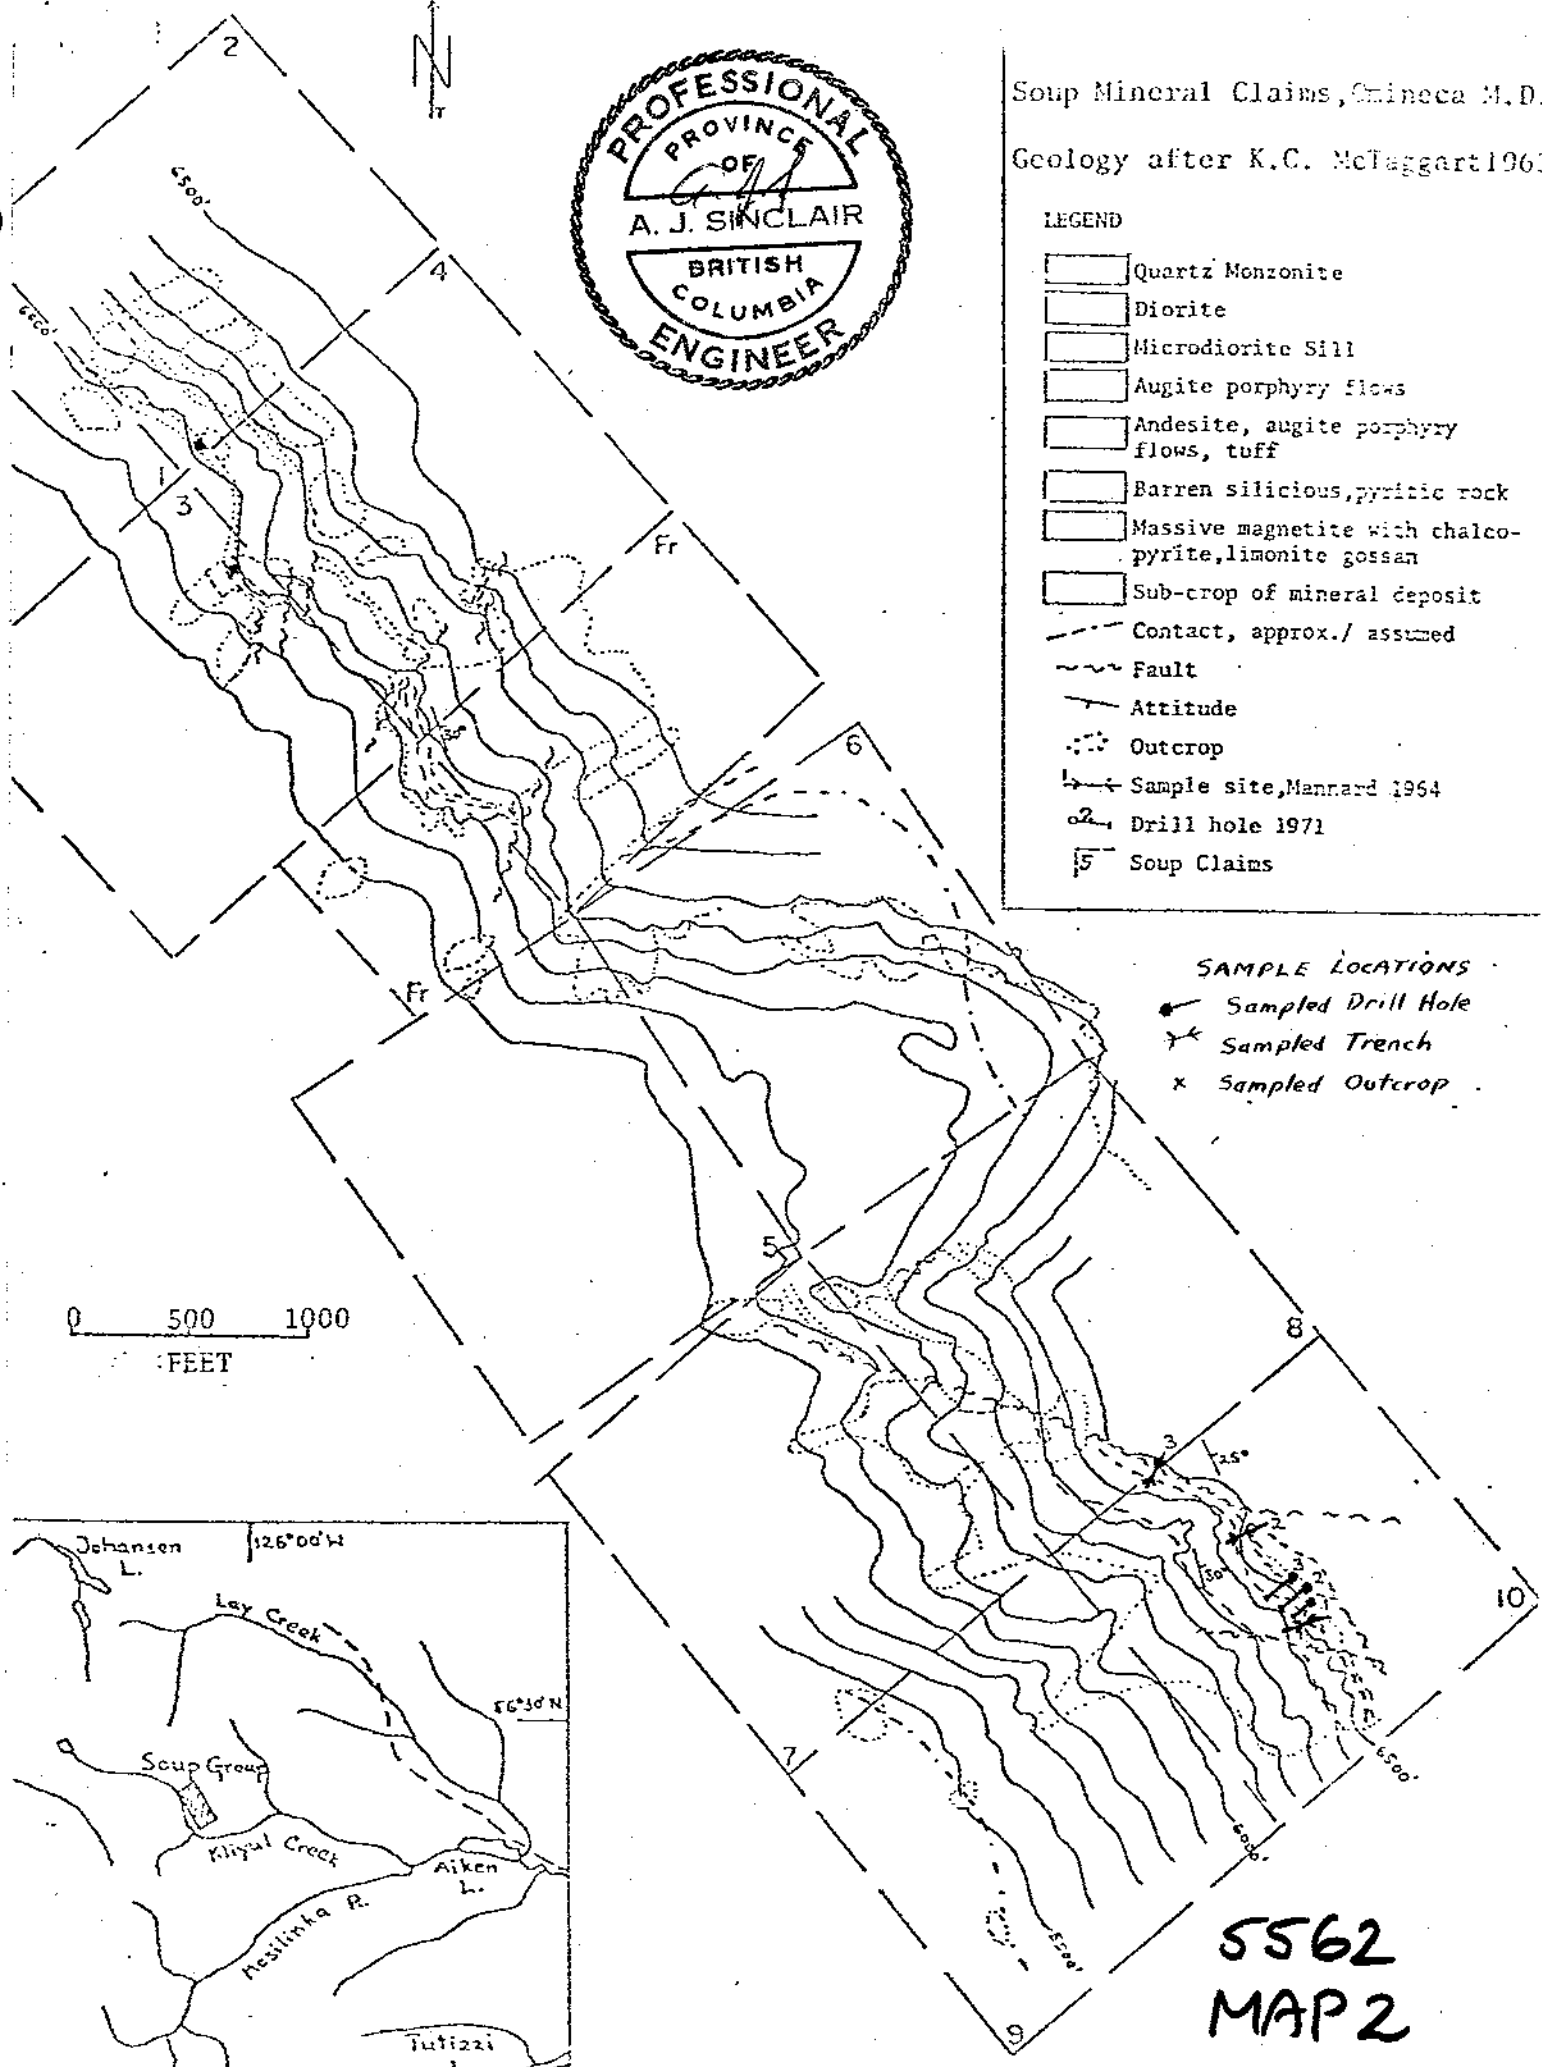 Soup Mineral Claims, Omineca M.D.
Geology after K.C. McTaggart 1963
LEGEND
Quartz Monzonite
Diorite
Microdiorite Sill
Augite porphyry flows
Andesite, augite porphyry
flows, tuff
Barren silicious, pyritic rock
Massive magnetite with chalco-
pyrite, limonite gossan
Sub-crop of mineral deposit
Contact, approx./ assumed
Fault
Attitude
Outcrop
Sample site, Mannard 1964
2 Drill hole 1971
5 Soup Claims
SAMPLE LOCATIONS
Sampled Drill Hole
Sampled Trench
Sampled Outcrop
N
PROFESSIONAL
PROVINCE
OF
A. J. SINCLAIR
BRITISH
COLUMBIA
ENGINEER
2
6500'
4
6000'
1
3
Fr
30°
6
Fr
5
8
3
25°
2
30°
10
7
6500'
6000'
5500'
9
0 500 1000
FEET
Johansen
L.
126°00'W
Lay Creek
56°30'N
Soup Group
Kliyul Creek
Aiken
L.
Mesilinka R.
Tutizzi
5562
MAP 2